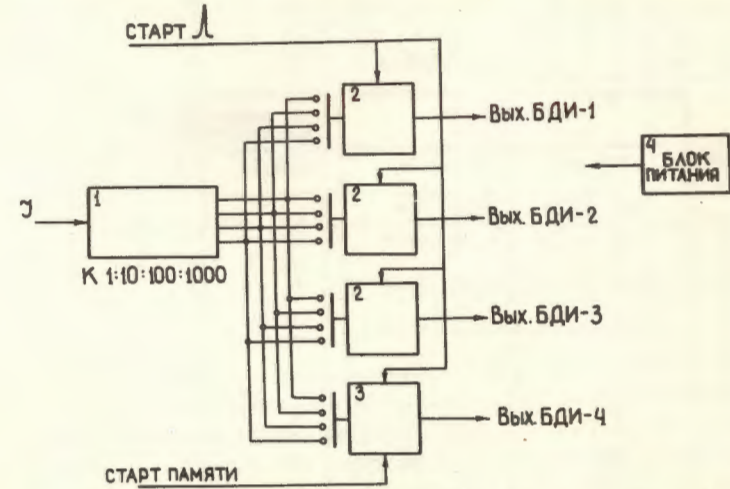 СТАРТ
2
Вых. БДИ-1
4
БЛОК
ПИТАНИЯ
2
Вых. БДИ-2
J
1
К 1:10:100:1000
2
Вых. БДИ-3
3
Вых. БДИ-4
СТАРТ ПАМЯТИ